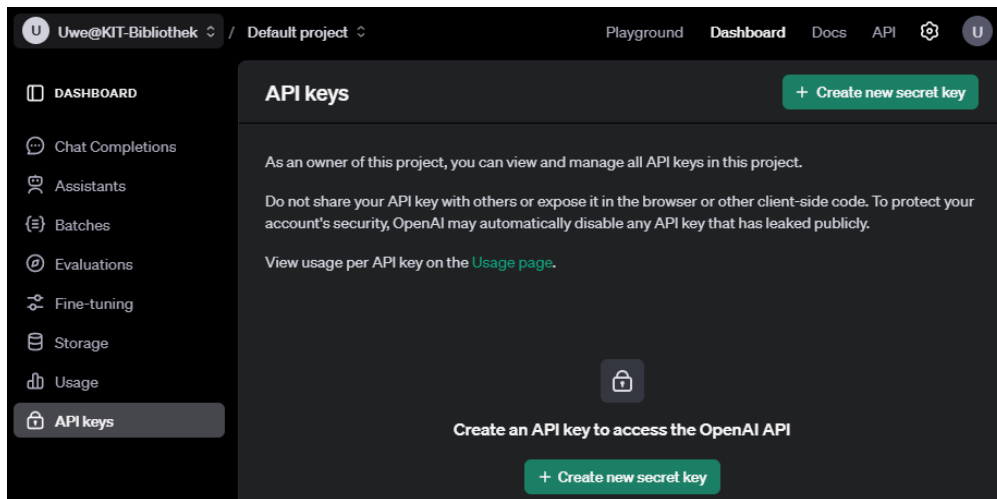 U Uwe@KIT-Bibliothek / Default project Playground Dashboard Docs API U
DASHBOARD
Chat Completions
Assistants
Batches
Evaluations
Fine-tuning
Storage
Usage
API keys
API keys
+ Create new secret key
As an owner of this project, you can view and manage all API keys in this project.
Do not share your API key with others or expose it in the browser or other client-side code. To protect your
account's security, OpenAI may automatically disable any API key that has leaked publicly.
View usage per API key on the Usage page.
Create an API key to access the OpenAI API
+ Create new secret key